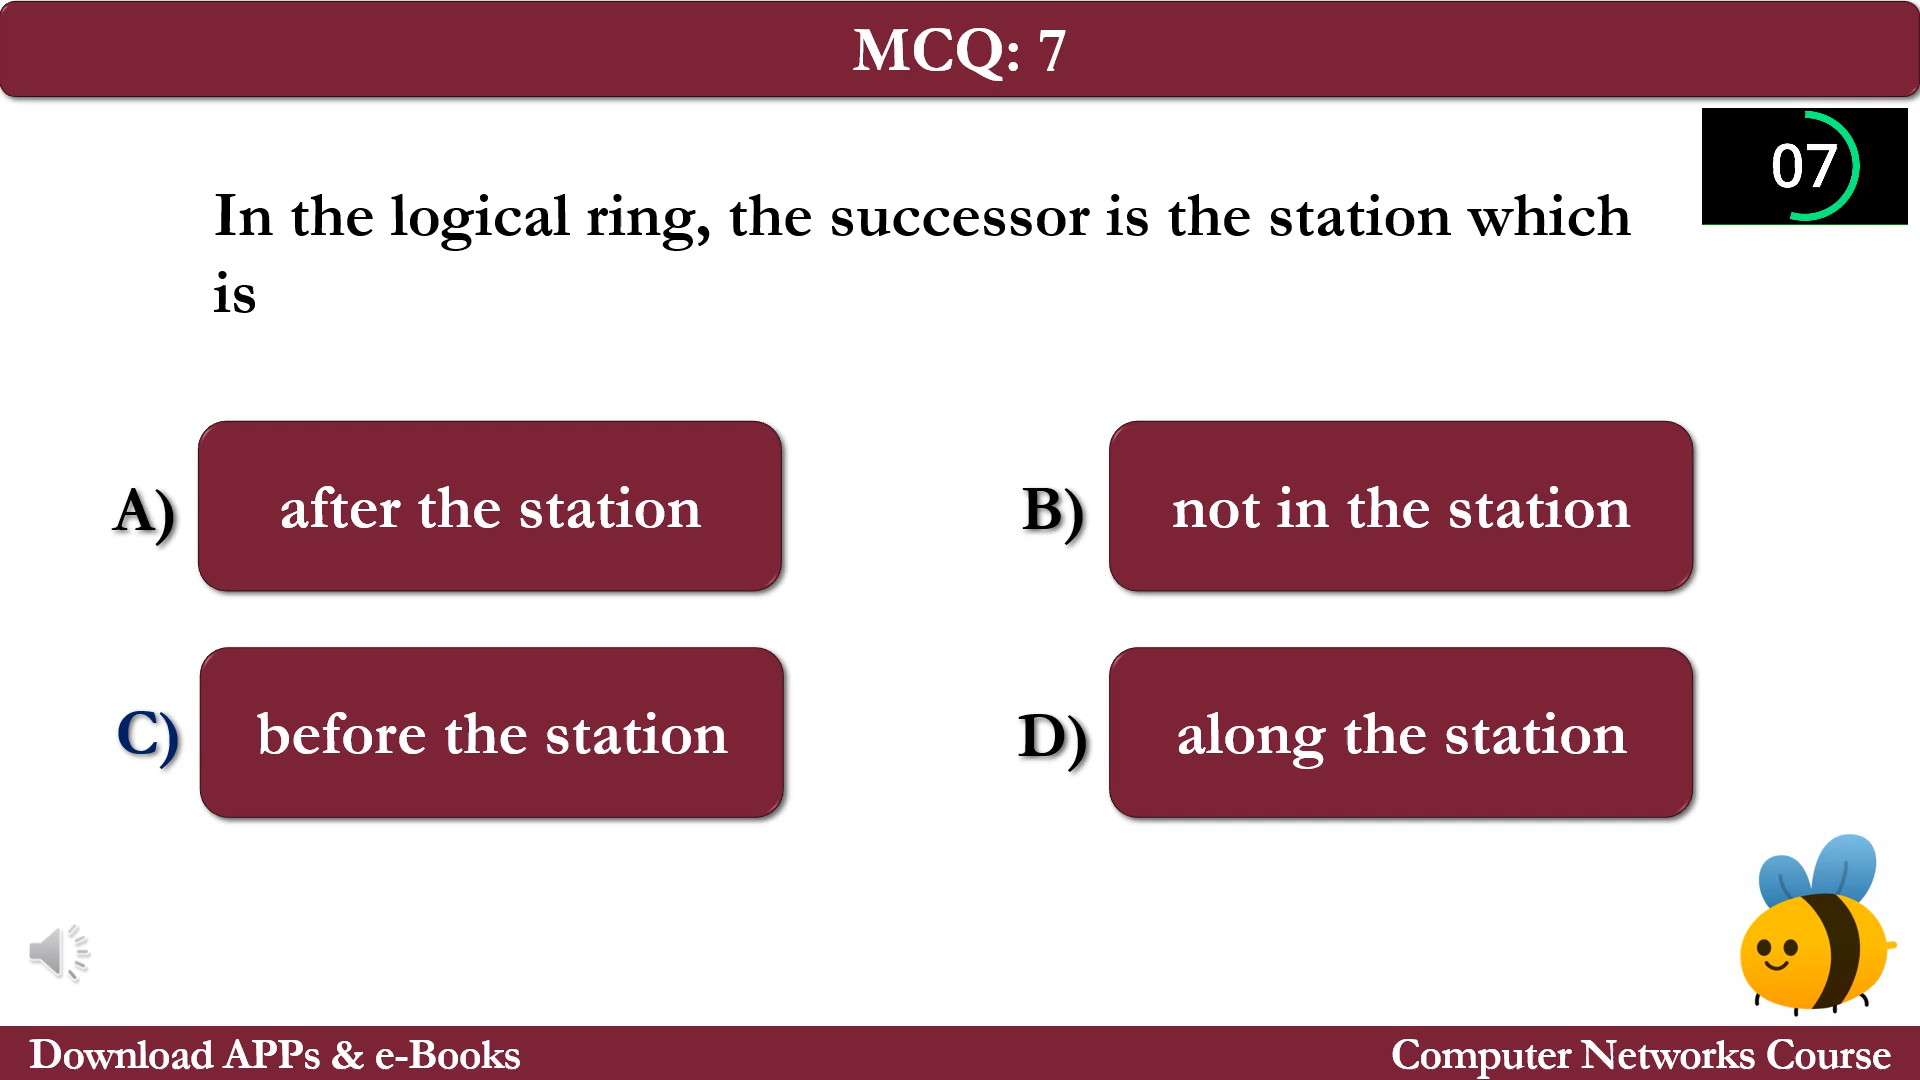 MCQ: 7
07
In the logical ring, the successor is the station which
is
A) after the station
B) not in the station
C) before the station
D) along the station
Download APPs & e-Books
Computer Networks Course